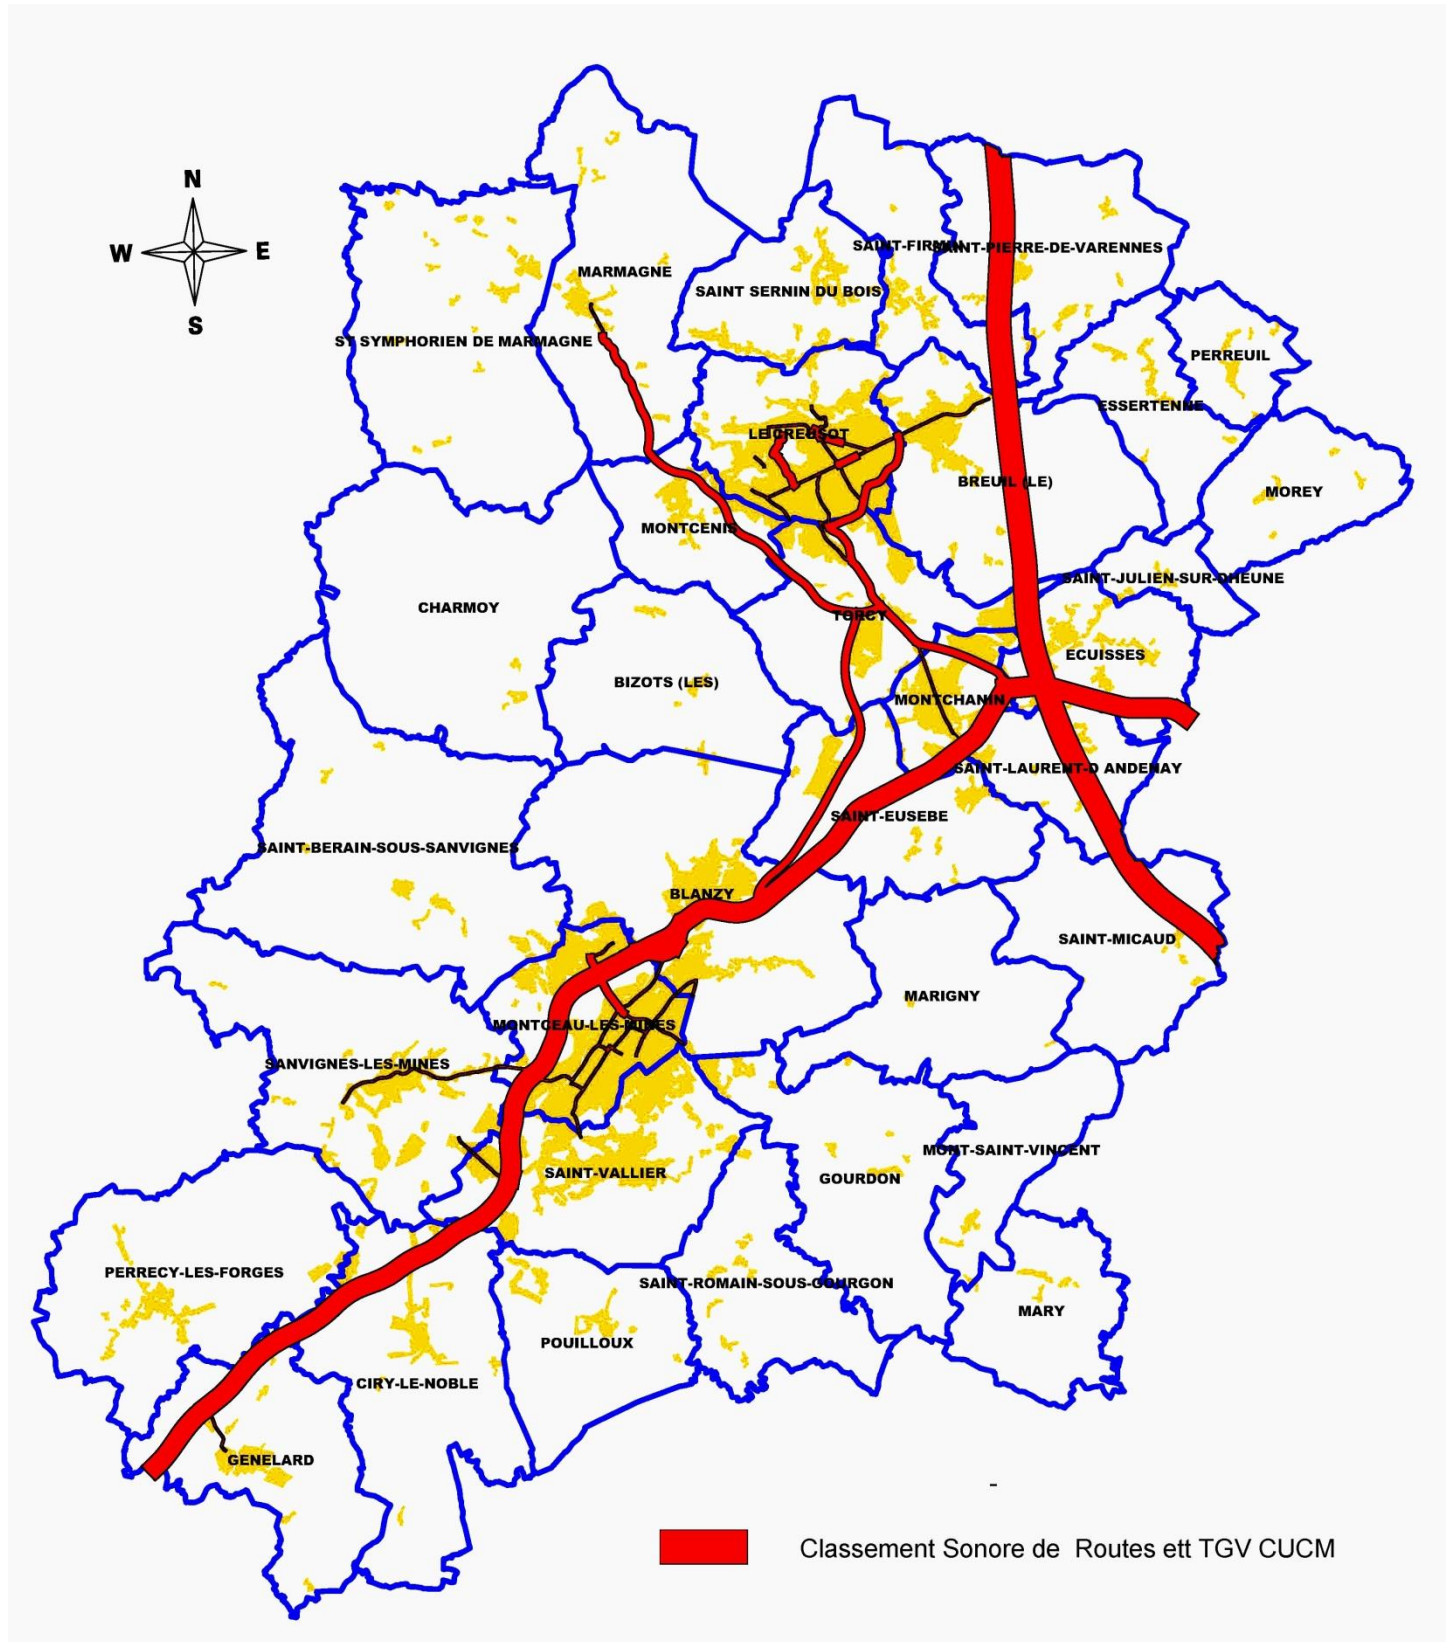 N
W E
S
MARMAGNE
SAINT-FIRMIN
SAINT-PIERRE-DE-VARENNES
SAINT SERNIN DU BOIS
ST SYMPHORIEN DE MARMAGNE
PERREUIL
ESSERTENNE
LE CREUSOT
BREUIL (LE)
MOREY
MONTCENIS
SAINT-JULIEN-SUR-DHEUNE
CHARMOY
TORCY
ECUISSES
BIZOTS (LES)
MONTCHANIN
SAINT-LAURENT-D ANDENAY
SAINT-EUSEBE
SAINT-BERAIN-SOUS-SANVIGNES
BLANZY
SAINT-MICAUD
MARIGNY
MONTCEAU-LES-MINES
SANVIGNES-LES-MINES
MONT-SAINT-VINCENT
SAINT-VALLIER
GOURDON
PERRECY-LES-FORGES
SAINT-ROMAIN-SOUS-GOURGON
MARY
POUILLOUX
CIRY-LE-NOBLE
GENELARD
-
Classement Sonore de Routes ett TGV CUCM